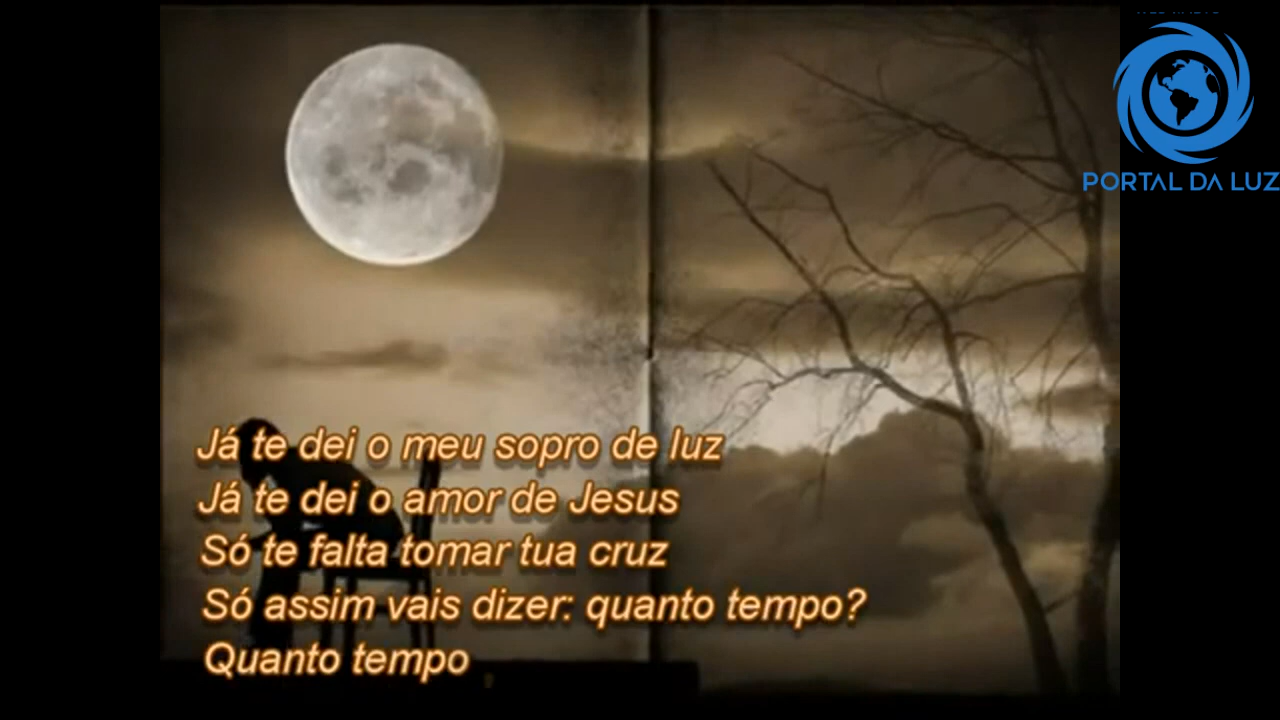 PORTAL DA LUZ
Já te dei o meu sopro de luz
Já te dei o amor de Jesus
Só te falta tomar tua cruz
Só assim vais dizer: quanto tempo?
Quanto tempo